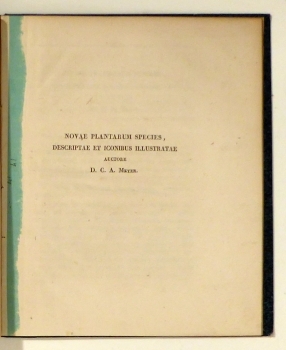 NOVAE PLANTARUM SPECIES,
DESCRIPTAE ET ICONIBUS ILLUSTRATAE
AUCTORE
D. C. A. MEYER.